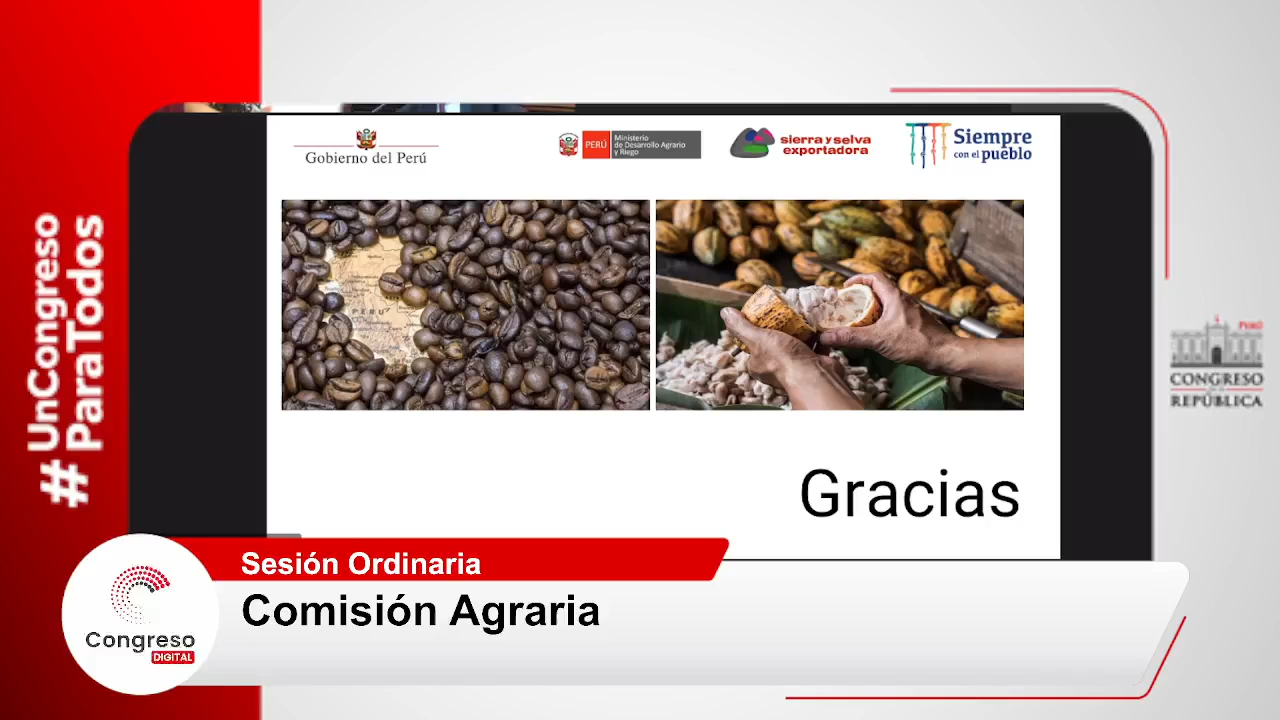 #UnCongreso
ParaTodos
Gobierno del Perú
PERÚ
Ministerio
de Desarrollo Agrario
y Riego
sierra y selva
exportadora
Siempre
con el pueblo
PERU
Gracias
PERÚ
CONGRESO
REPÚBLICA
Sesión Ordinaria
Comisión Agraria
Congreso
DIGITAL